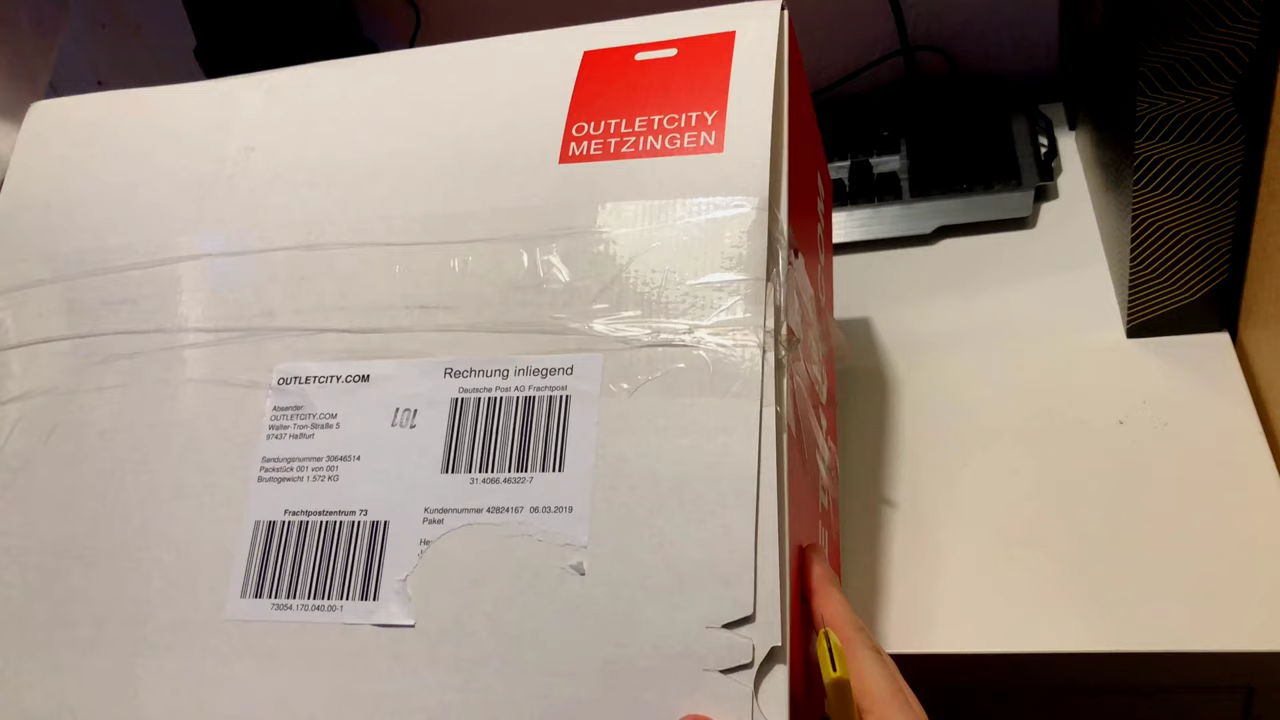 OUTLETCITY
METZINGEN
OUTLETCITY.COM
Absender:
OUTLETCITY.COM
Walter-Tron-Straße 5
97437 Haßfurt
101
Sendungsnummer 30646514
Packstück 001 von 001
Bruttogewicht 1.572 KG
Rechnung inliegend
Deutsche Post AG Frachtpost
31.4066.46322-7
Kundennummer 42824167 06.03.2019
Paket
Frachtpostzentrum 73
73054.170.040.00-1